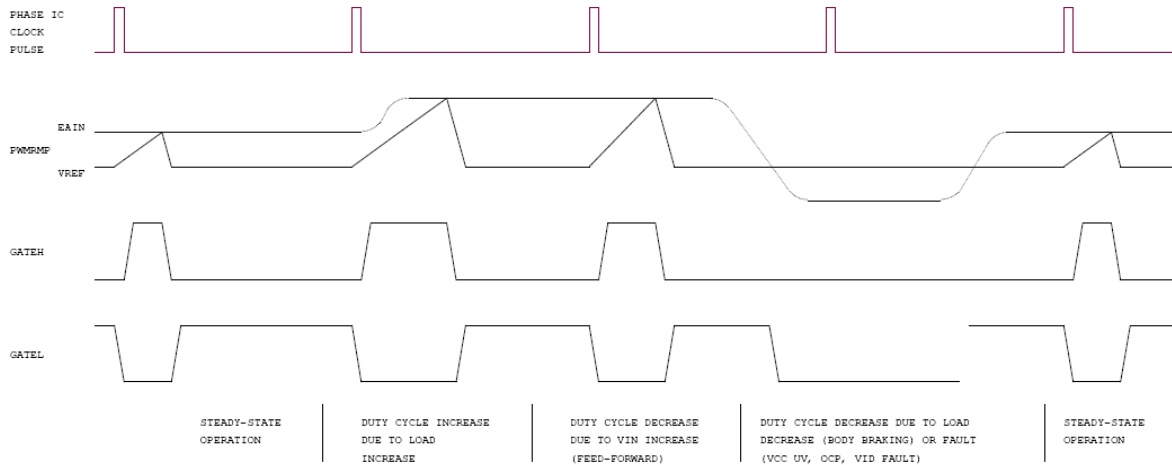 PHASE IC
CLOCK
PULSE
EAIN
PWMRMP
VREF
GATEH
GATEL
STEADY-STATE
OPERATION
DUTY CYCLE INCREASE
DUE TO LOAD
INCREASE
DUTY CYCLE DECREASE
DUE TO VIN INCREASE
(FEED-FORWARD)
DUTY CYCLE DECREASE DUE TO LOAD
DECREASE (BODY BRAKING) OR FAULT
(VCC UV, OCP, VID FAULT)
STEADY-STATE
OPERATION